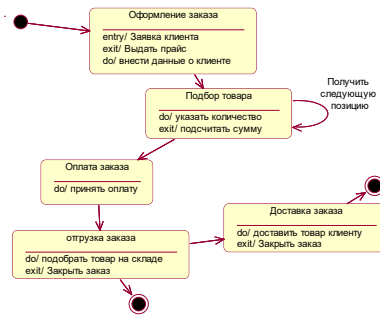 Оформление заказа
entry/ Заявка клиента
exit/ Выдать прайс
do/ внести данные о клиенте
Подбор товара
do/ указать количество
exit/ подсчитать сумму
Получить
следующую
позицию
Оплата заказа
do/ принять оплату
Доставка заказа
do/ доставить товар клиенту
exit/ Закрыть заказ
отгрузка заказа
do/ подобрать товар на складе
exit/ Закрыть заказ